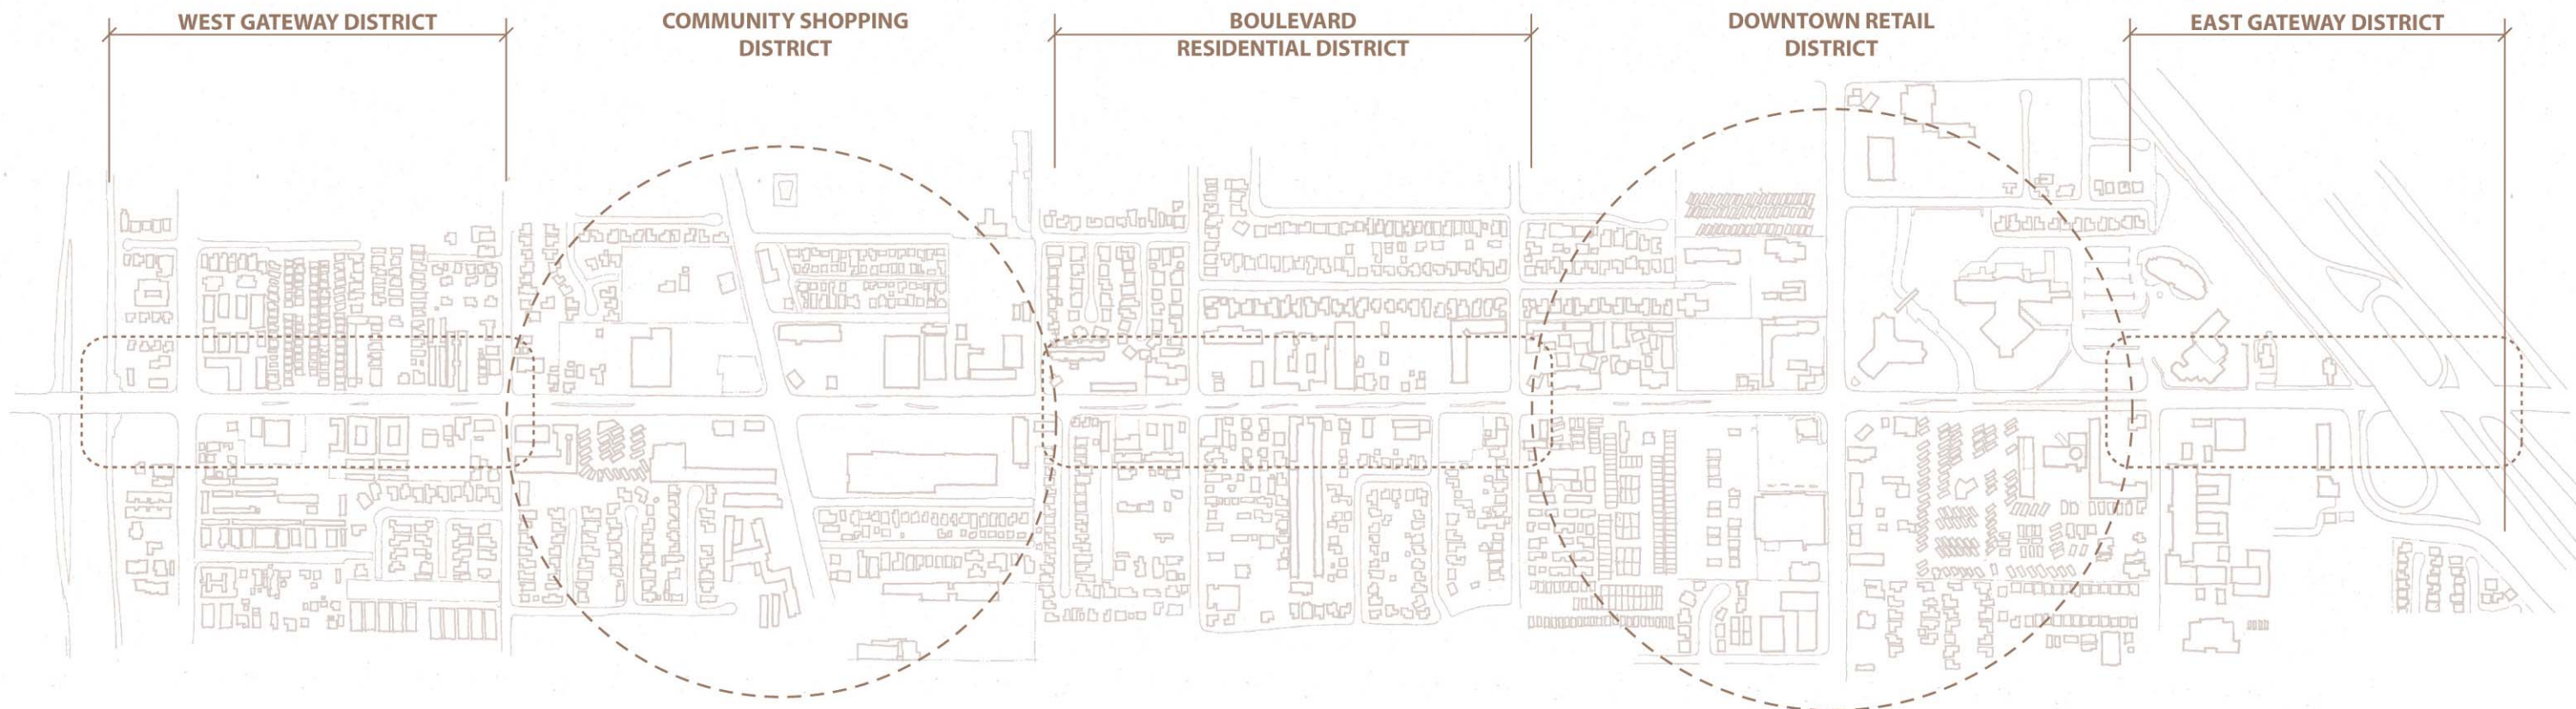 WEST GATEWAY DISTRICT
COMMUNITY SHOPPING
DISTRICT
BOULEVARD
RESIDENTIAL DISTRICT
DOWNTOWN RETAIL
DISTRICT
EAST GATEWAY DISTRICT